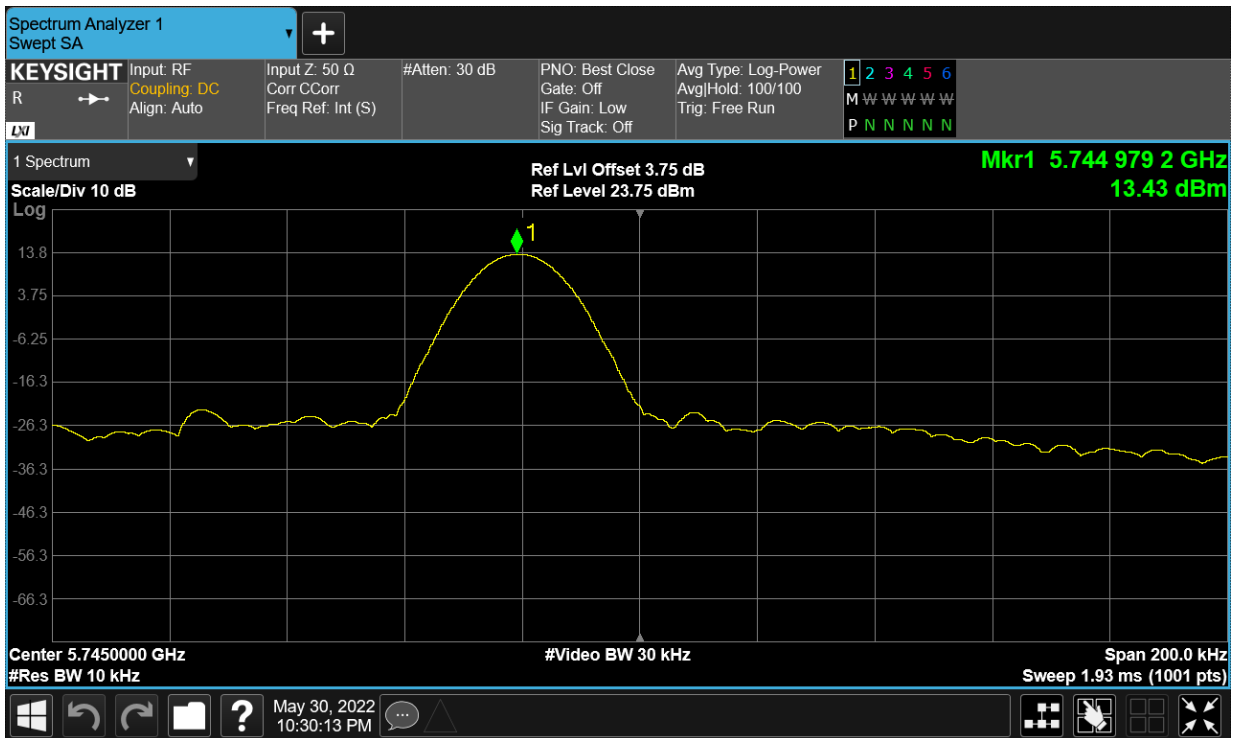 Spectrum Analyzer 1
Swept SA
KEYSIGHT
R
LXI
Input: RF
Coupling: DC
Align: Auto
Input Z: 50 Ω
Corr CCorr
Freq Ref: Int (S)
#Atten: 30 dB
PNO: Best Close
Gate: Off
IF Gain: Low
Sig Track: Off
Avg Type: Log-Power
Avg|Hold: 100/100
Trig: Free Run
1 2 3 4 5 6
M W W W W W
P N N N N N
1 Spectrum
Scale/Div 10 dB
Log
Ref Lvl Offset 3.75 dB
Ref Level 23.75 dBm
Mkr1 5.744 979 2 GHz
13.43 dBm
1
13.8
3.75
-6.25
-16.3
-26.3
-36.3
-46.3
-56.3
-66.3
Center 5.7450000 GHz
#Res BW 10 kHz
#Video BW 30 kHz
Span 200.0 kHz
Sweep 1.93 ms (1001 pts)
?
May 30, 2022
10:30:13 PM